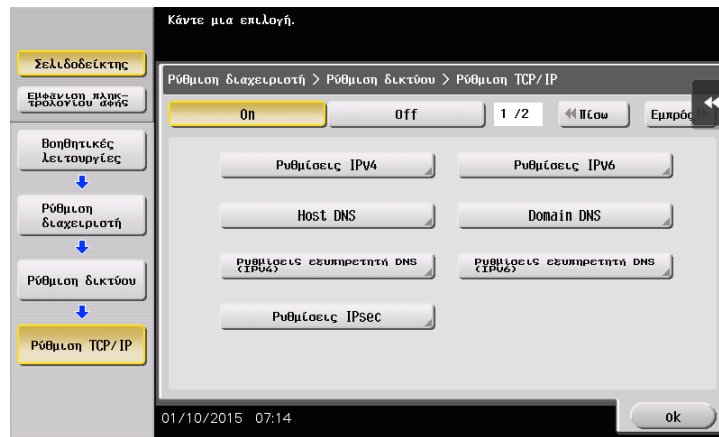 Κάντε μια επιλογή.
Σελιδοδείκτης
Εμφάνιση πληκ-
τρολογίου αφής
Βοηθητικές
λειτουργίες
Ρύθμιση
διαχειριστή
Ρύθμιση δικτύου
Ρύθμιση TCP/IP
Ρύθμιση διαχειριστή > Ρύθμιση δικτύου > Ρύθμιση TCP/IP
On
Off
1 /2
Πίσω
Εμπρός
Ρυθμίσεις IPv4
Ρυθμίσεις IPv6
Host DNS
Domain DNS
Ρυθμίσεις εξυπηρετητή DNS
(IPv4)
Ρυθμίσεις εξυπηρετητή DNS
(IPv6)
Ρυθμίσεις IPsec
01/10/2015 07:14
ok